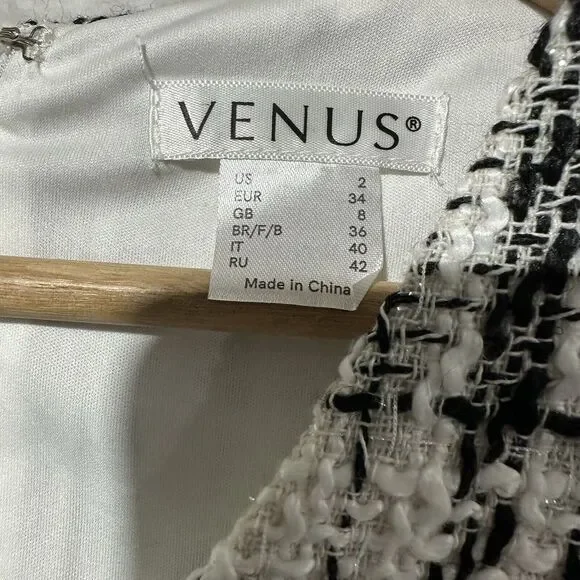 VENUS®
US 2
EUR 34
GB 8
BR/F/B 36
IT 40
RU 42
Made in China